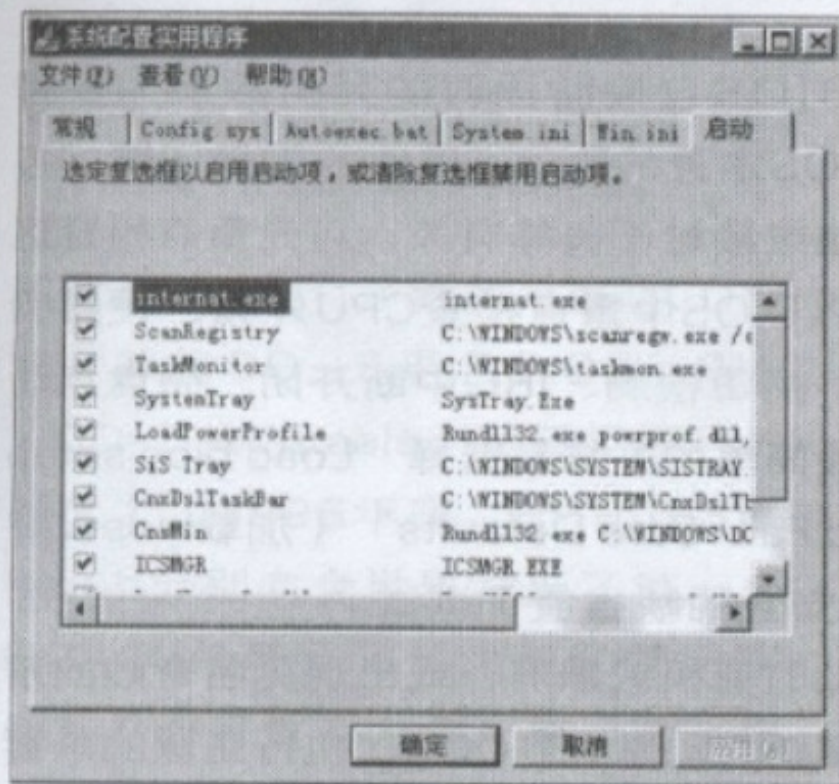 系统配置实用程序
文件(F) 查看(V) 帮助(H)
常规 Config.sys Autoexec.bat System.ini Win.ini 启动
选定复选框以启用启动项，或清除复选框禁用启动项。
internat.exe internat.exe
ScanRegistry C:\WINDOWS\scanregw.exe /a
TaskMonitor C:\WINDOWS\taskmon.exe
SystemTray SysTray.Exe
LoadPowerProfile Rundll32.exe powrprof.dll,
SiS Tray C:\WINDOWS\SYSTEM\SISTRAY.
CnxDslTaskBar C:\WINDOWS\SYSTEM\CnxDslTb
CnsMin Rundll32.exe C:\WINDOWS\DO
ICSMGR ICSMGR.EXE
确定 取消 应用(A)